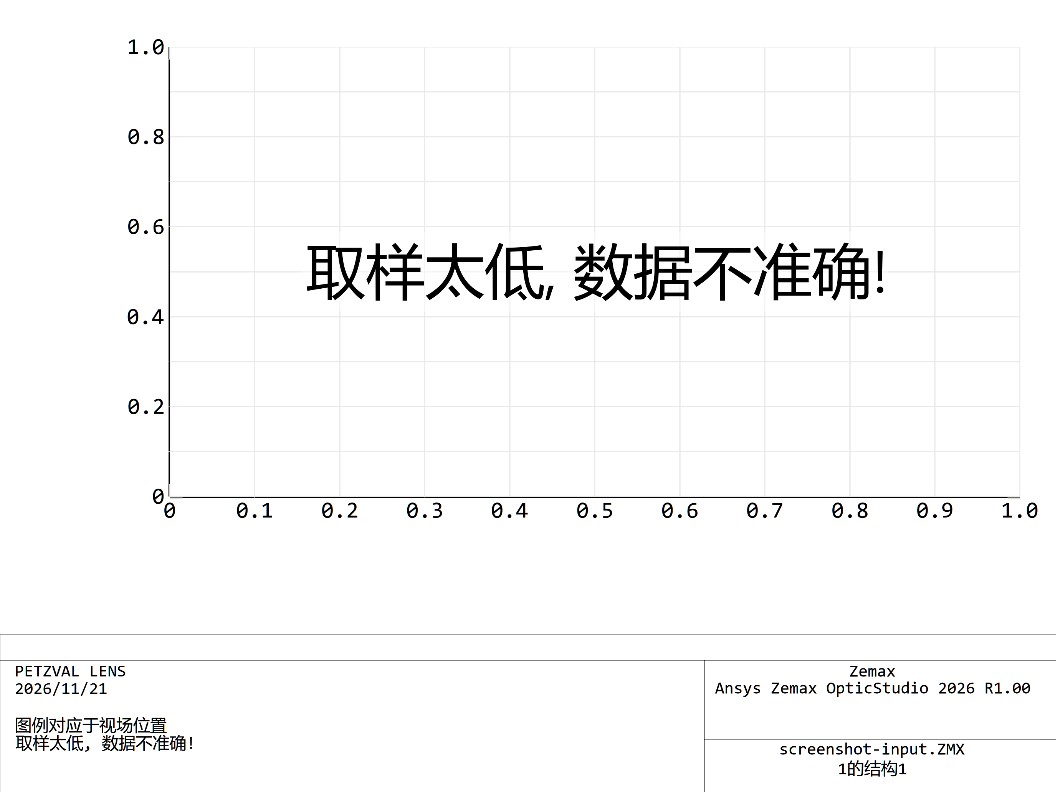 1.0
0.8
0.6
取样太低, 数据不准确!
0.4
0.2
0
0 0.1 0.2 0.3 0.4 0.5 0.6 0.7 0.8 0.9 1.0
PETZVAL LENS
2026/11/21
图例对应于视场位置
取样太低, 数据不准确!
Zemax
Ansys Zemax OpticStudio 2026 R1.00
screenshot-input.ZMX
1的结构1